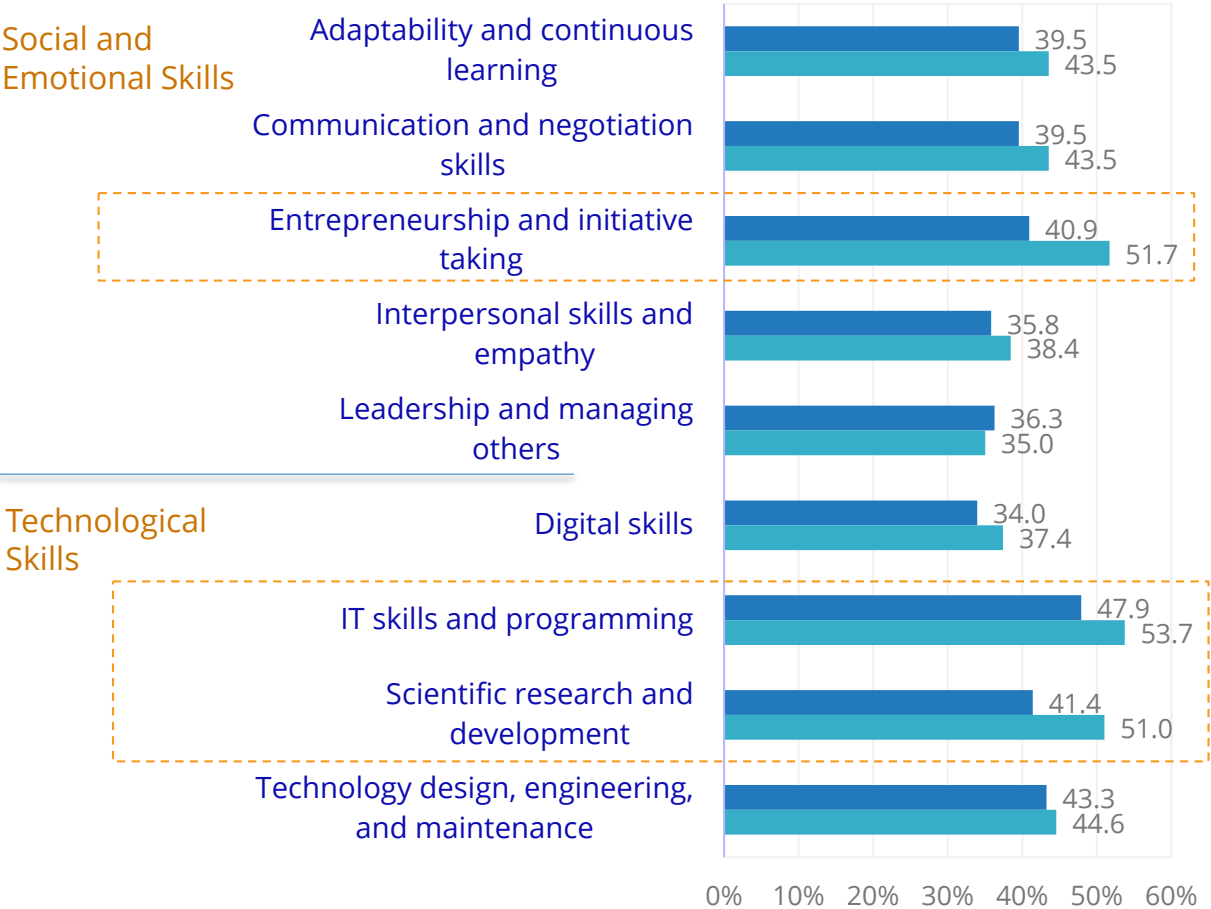 Social and
Emotional Skills
Adaptability and continuous
learning
39.5
43.5
Communication and negotiation
skills
39.5
43.5
Entrepreneurship and initiative
taking
40.9
51.7
Interpersonal skills and
empathy
35.8
38.4
Leadership and managing
others
36.3
35.0
Technological
Skills
Digital skills
34.0
37.4
IT skills and programming
47.9
53.7
Scientific research and
development
41.4
51.0
Technology design, engineering,
and maintenance
43.3
44.6
0% 10% 20% 30% 40% 50% 60%